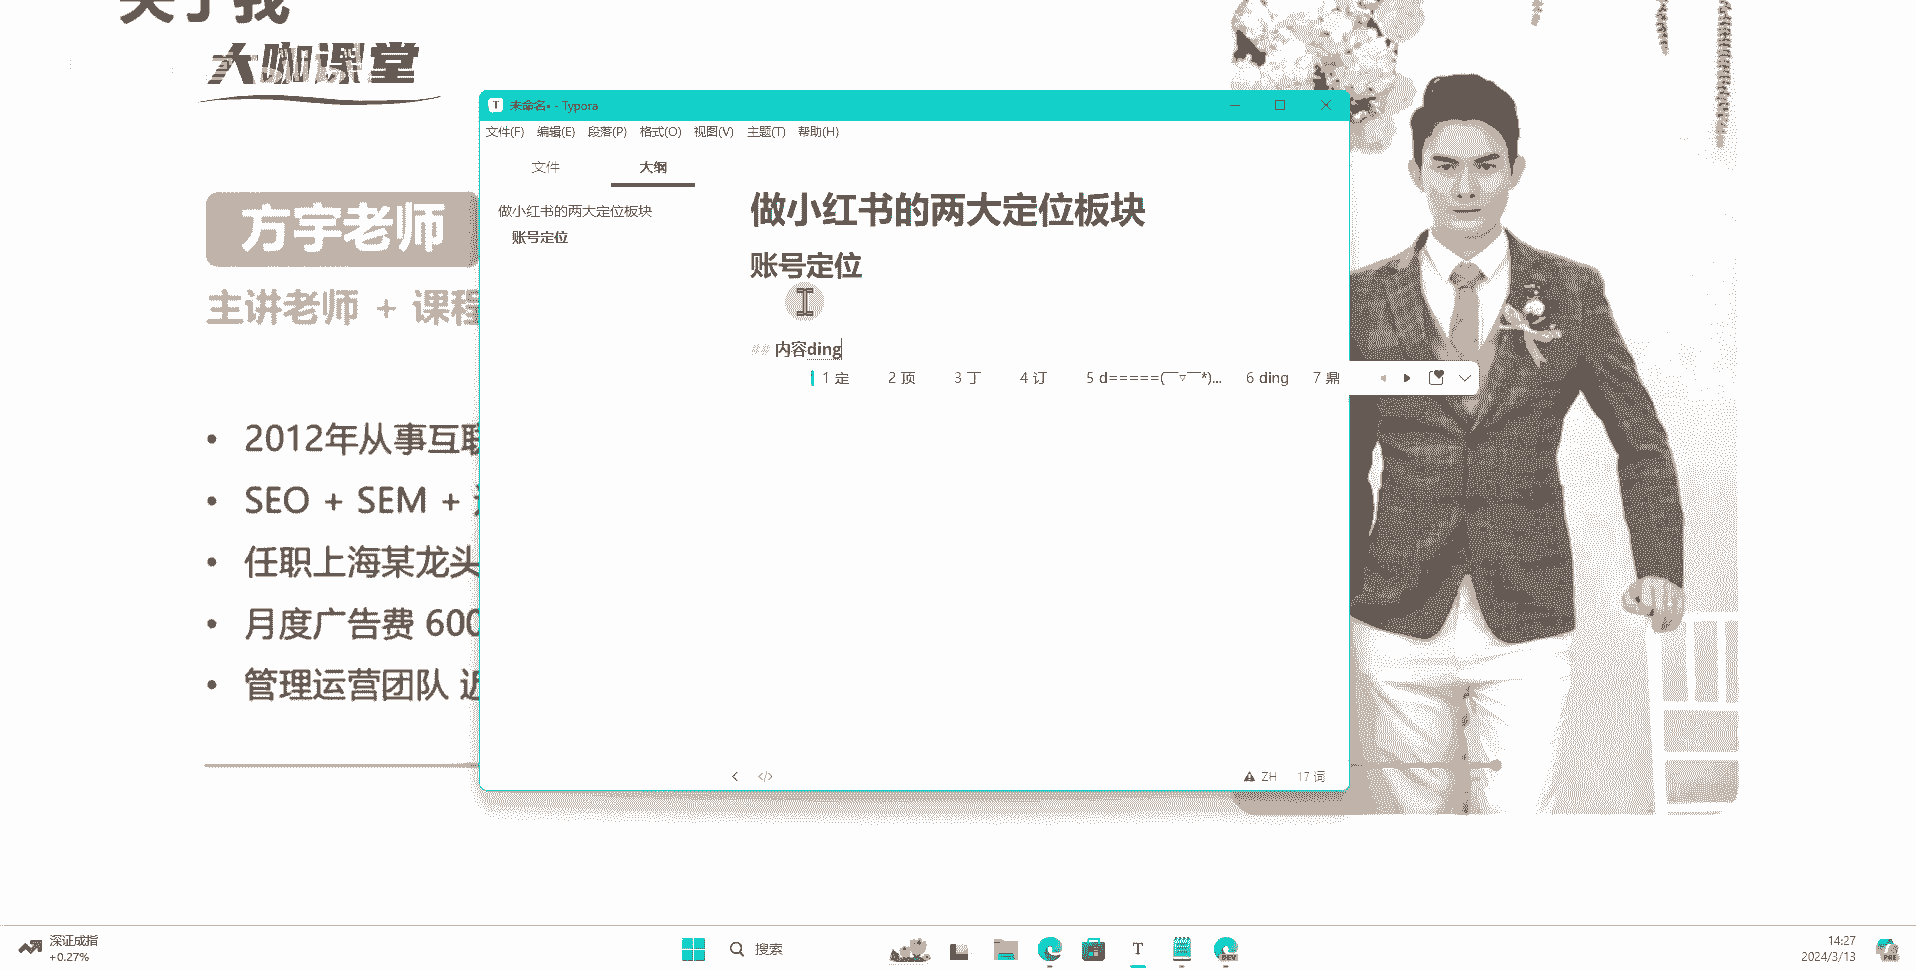 关于我
大咖课堂
方宇老师
主讲老师 + 课程
2012年从事互联
SEO + SEM +
任职上海某龙头
月度广告费 600
管理运营团队 近
未命名• - Typora
文件(F) 编辑(E) 段落(P) 格式(O) 视图(V) 主题(T) 帮助(H)
文件 大纲
做小红书的两大定位板块
账号定位
做小红书的两大定位板块
账号定位
## 内容ding
1 定 2 顶 3 丁 4 订 5 d=====(￣▽￣*)... 6 ding 7 鼎
ZH 17 词
深证成指
+0.27%
搜索
T
DEV
14:27
2024/3/13
PRE